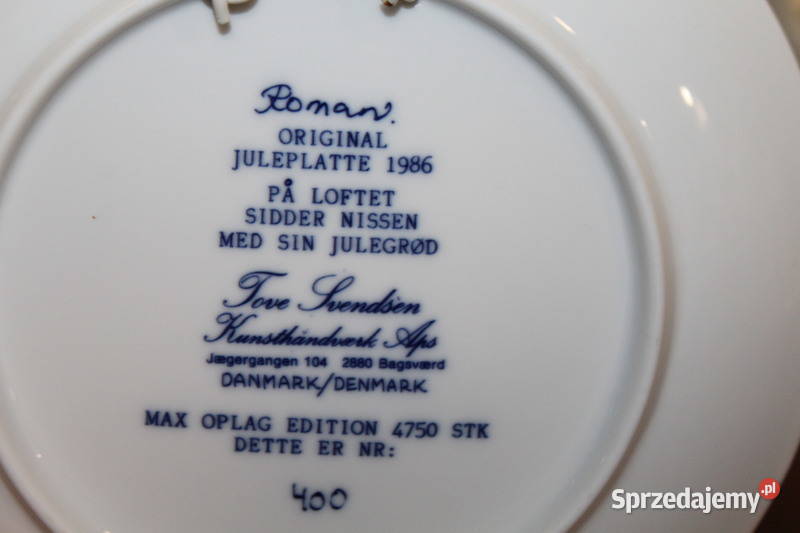 Ronan.
ORIGINAL
JULEPLATTE 1986
PÅ LOFTET
SIDDER NISSEN
MED SIN JULEGRØD
Tove Svendsen
Kunsthåndværk Aps
Jægergangen 104 2880 Bagsværd
DANMARK/DENMARK
MAX OPLAG EDITION 4750 STK
DETTE ER NR:
400
Sprzedajemy.pl